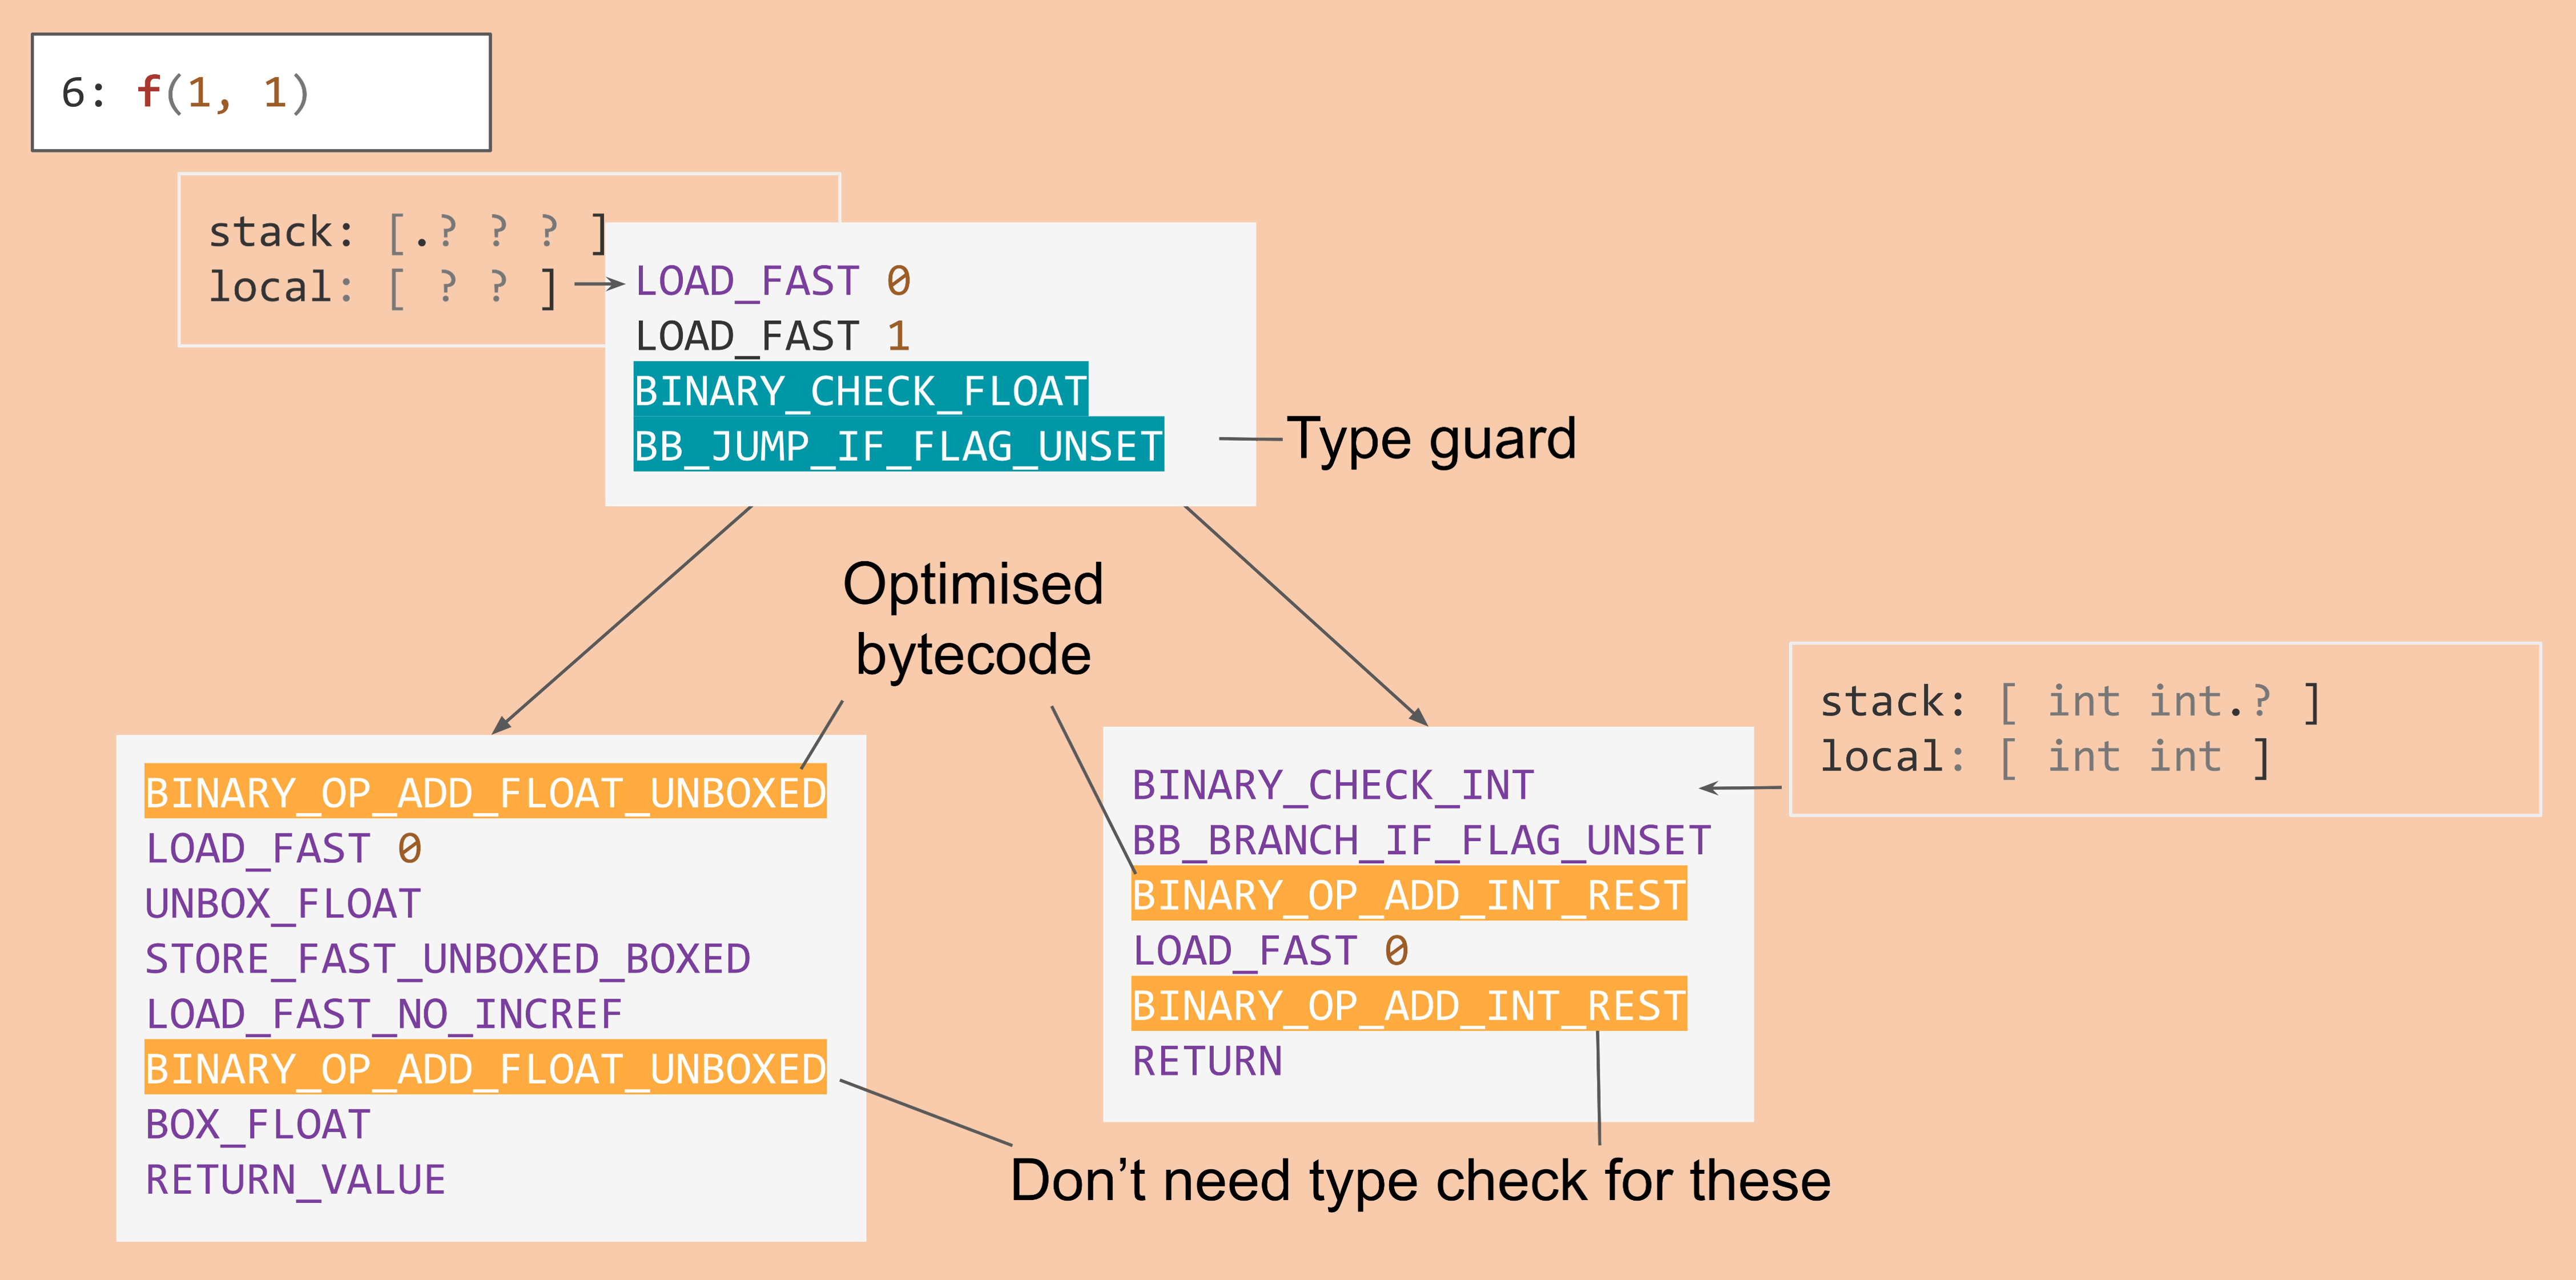 6: f(1, 1)
stack: [.? ? ? ]
local: [ ? ? ]
LOAD_FAST 0
LOAD_FAST 1
BINARY_CHECK_FLOAT
BB_JUMP_IF_FLAG_UNSET
Type guard
Optimised
bytecode
stack: [ int int.? ]
local: [ int int ]
BINARY_OP_ADD_FLOAT_UNBOXED
LOAD_FAST 0
UNBOX_FLOAT
STORE_FAST_UNBOXED_BOXED
LOAD_FAST_NO_INCREF
BINARY_OP_ADD_FLOAT_UNBOXED
BOX_FLOAT
RETURN_VALUE
BINARY_CHECK_INT
BB_BRANCH_IF_FLAG_UNSET
BINARY_OP_ADD_INT_REST
LOAD_FAST 0
BINARY_OP_ADD_INT_REST
RETURN
Don’t need type check for these